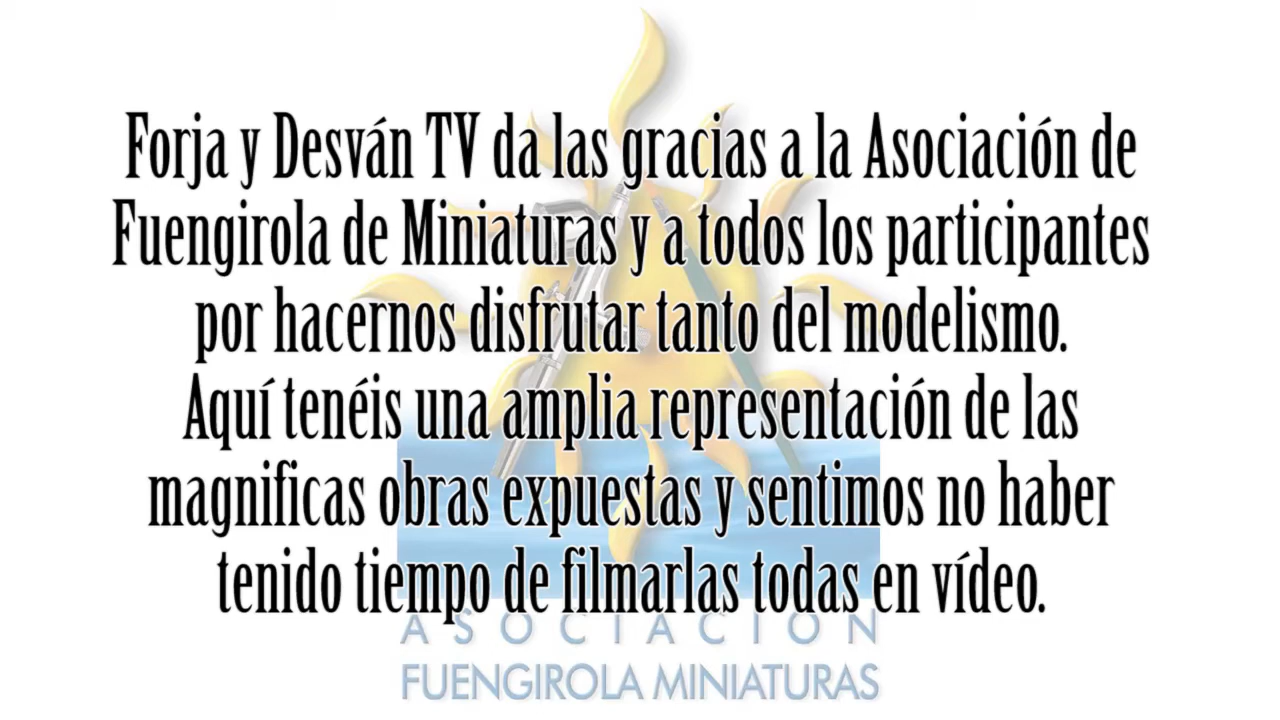 Forja y Desván TV da las gracias a la Asociación de
Fuengirola de Miniaturas y a todos los participantes
por hacernos disfrutar tanto del modelismo.
Aquí tenéis una amplia representación de las
magnificas obras expuestas y sentimos no haber
tenido tiempo de filmarlas todas en vídeo.
ASOCIACION
FUENGIROLA MINIATURAS